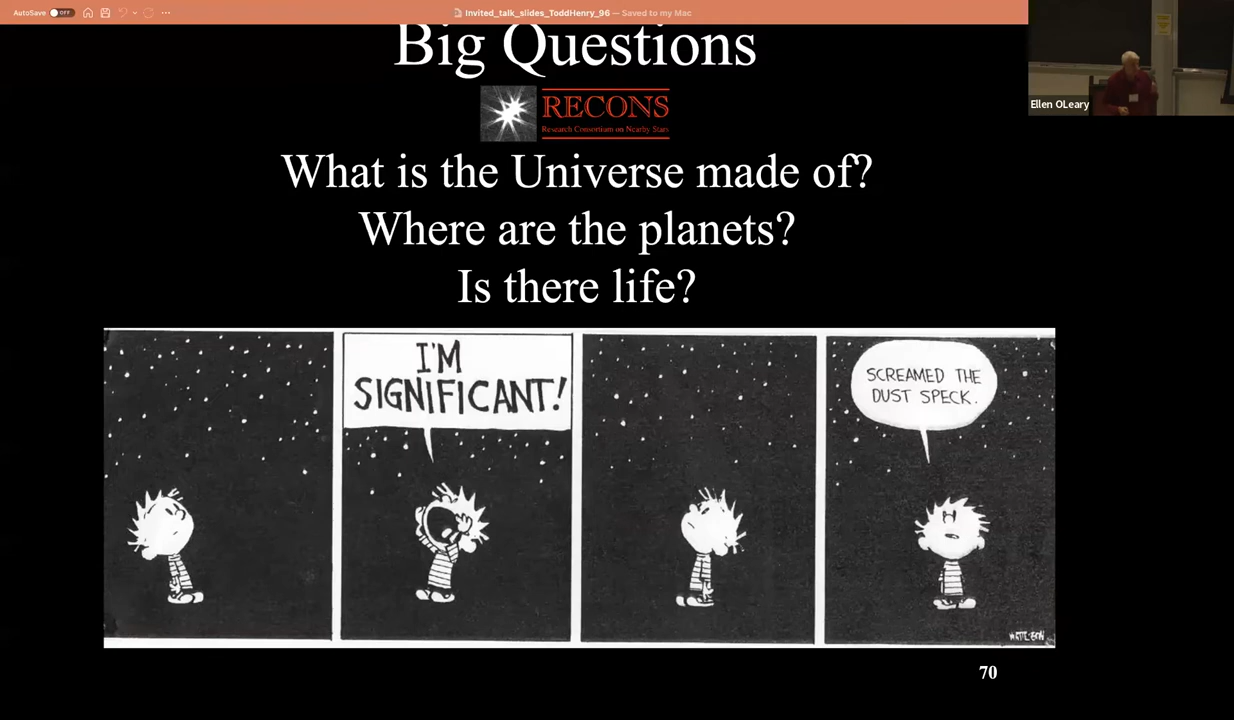 AutoSave OFF
Invited_talk_slides_ToddHenry_96 — Saved to my Mac
Ellen OLeary
Big Questions
RECONS
Research Consortium on Nearby Stars
What is the Universe made of?
Where are the planets?
Is there life?
I'M
SIGNIFICANT!
SCREAMED THE
DUST SPECK.
70